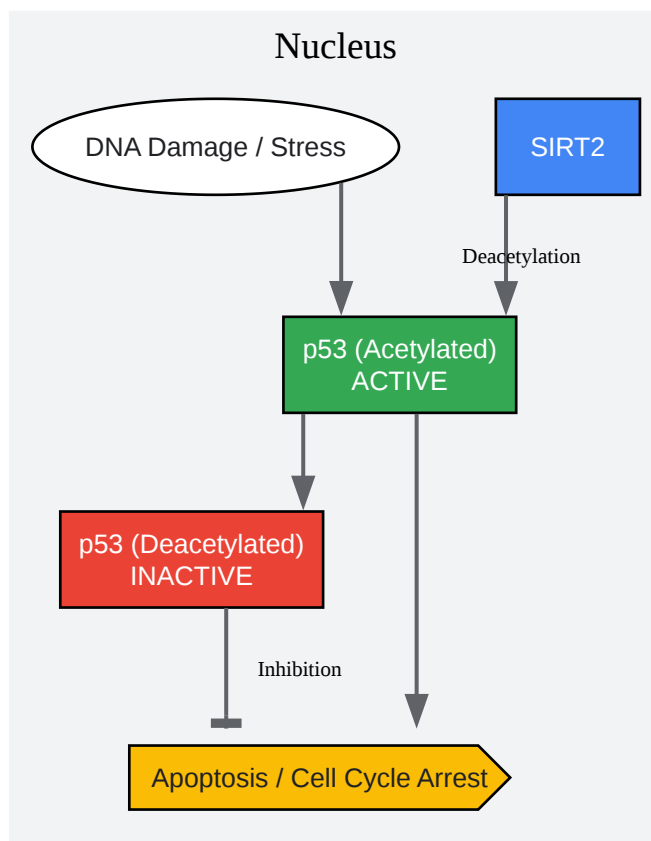 Nucleus
DNA Damage / Stress
SIRT2
Deacetylation
p53 (Acetylated)
ACTIVE
p53 (Deacetylated)
INACTIVE
Inhibition
Apoptosis / Cell Cycle Arrest